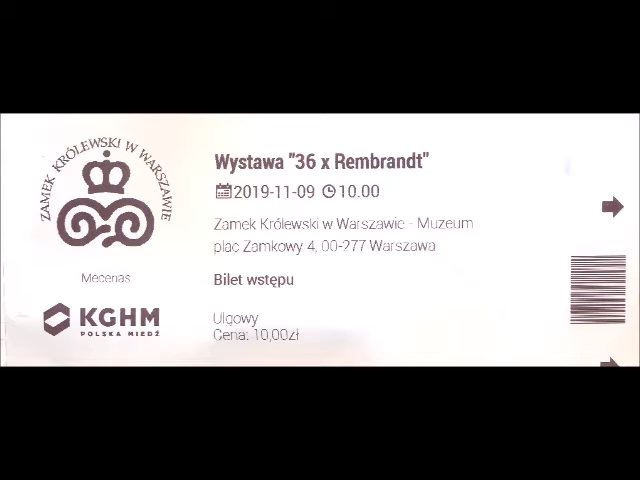 ZAMEK KRÓLEWSKI W WARSZAWIE
Wystawa "36 x Rembrandt"
2019-11-09 10.00
Zamek Królewski w Warszawie - Muzeum
plac Zamkowy 4, 00-277 Warszawa
Mecenas
Bilet wstępu
KGHM
POLSKA MIEDŹ
Ulgowy
Cena: 10,00zł